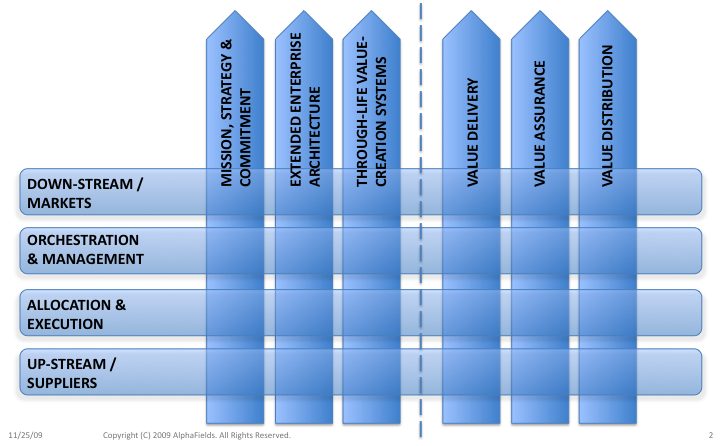 MISSION, STRATEGY &
COMMITMENT
EXTENDED ENTERPRISE
ARCHITECTURE
THROUGH-LIFE VALUE-
CREATION SYSTEMS
VALUE DELIVERY
VALUE ASSURANCE
VALUE DISTRIBUTION
DOWN-STREAM /
MARKETS
ORCHESTRATION
& MANAGEMENT
ALLOCATION &
EXECUTION
UP-STREAM /
SUPPLIERS
11/25/09
Copyright (C) 2009 AlphaFields. All Rights Reserved.
2